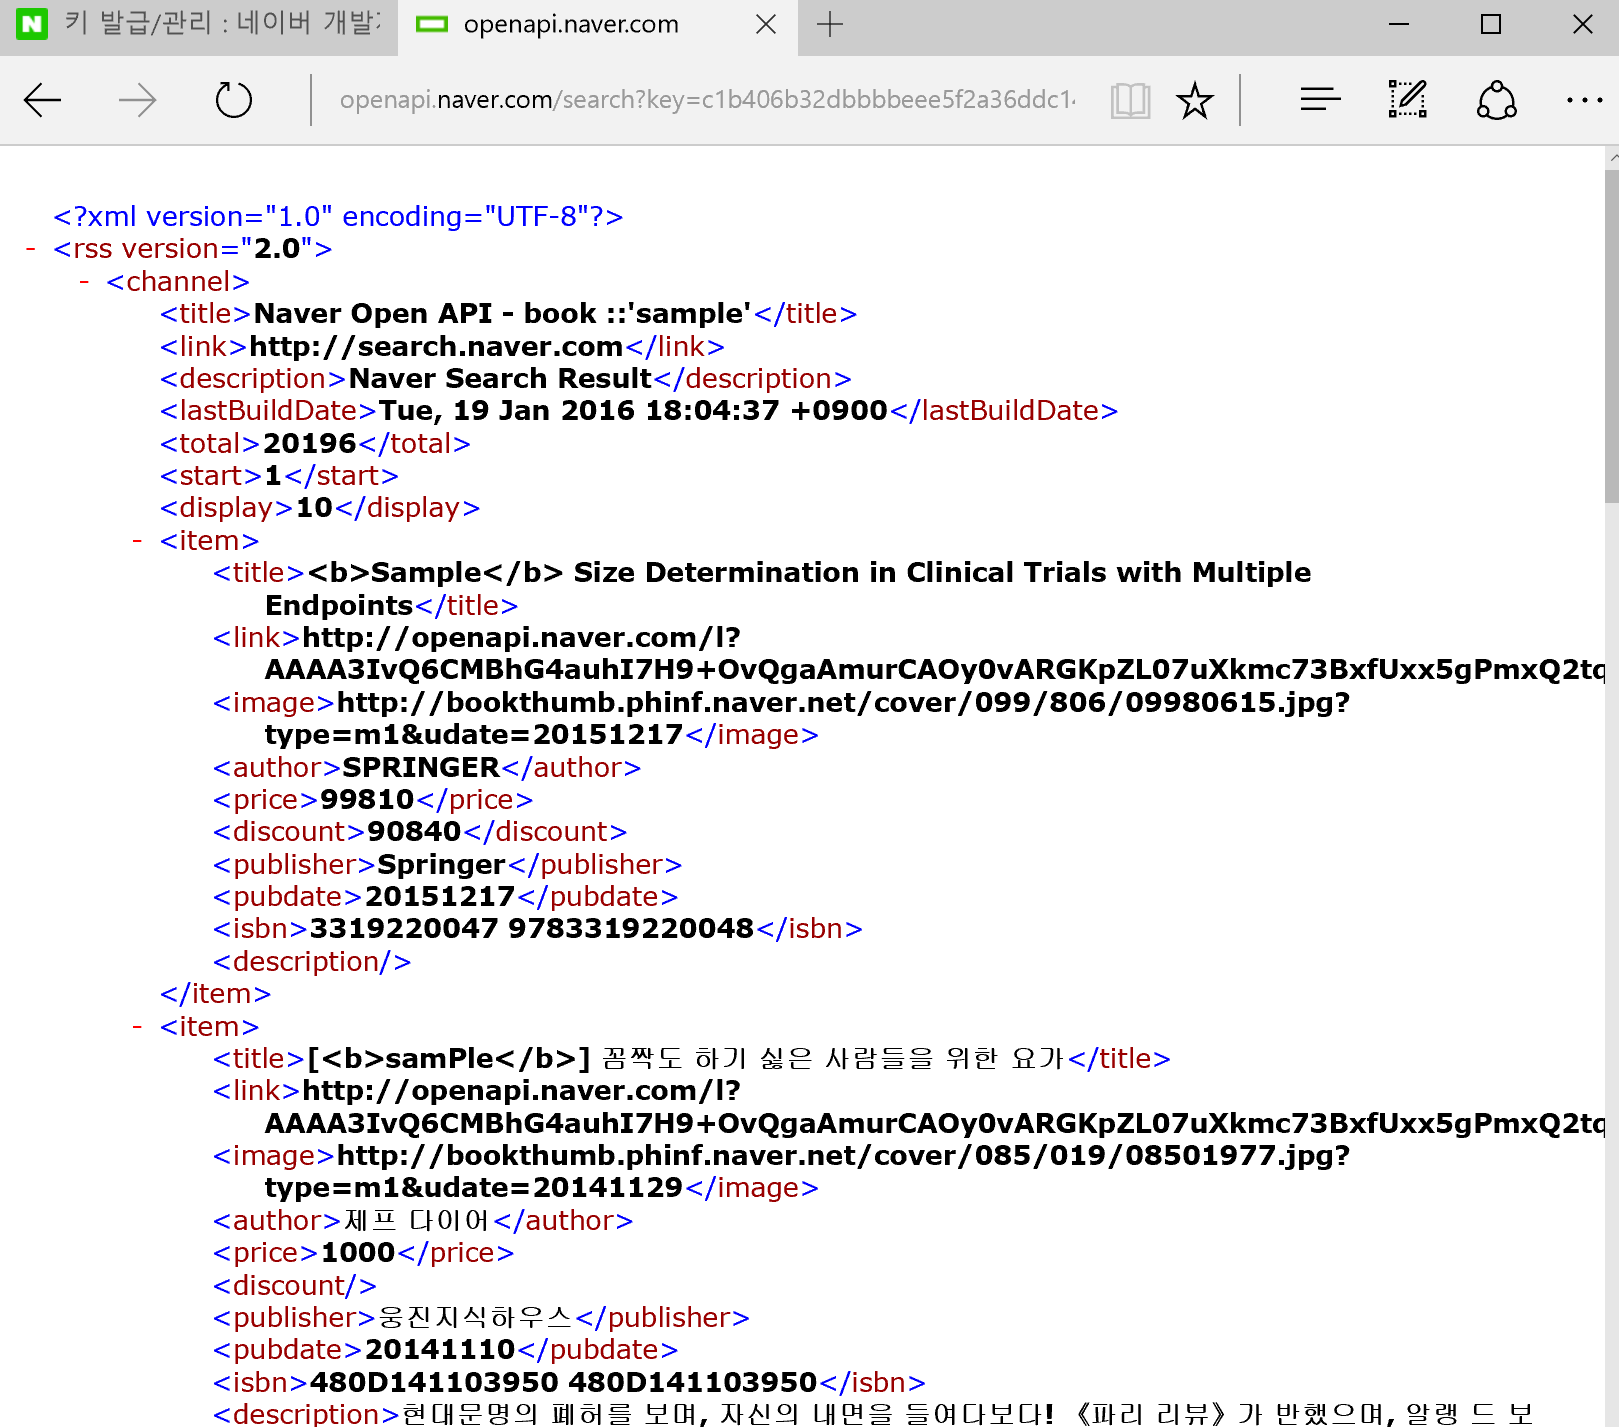 키 발급/관리 : 네이버 개발
openapi.naver.com
openapi.naver.com/search?key=c1b406b32dbbbbeee5f2a36ddc1
<?xml version="1.0" encoding="UTF-8"?>
- <rss version="2.0">
- <channel>
<title>Naver Open API - book ::'sample'</title>
<link>http://search.naver.com</link>
<description>Naver Search Result</description>
<lastBuildDate>Tue, 19 Jan 2016 18:04:37 +0900</lastBuildDate>
<total>20196</total>
<start>1</start>
<display>10</display>
- <item>
<title><b>Sample</b> Size Determination in Clinical Trials with Multiple
Endpoints</title>
<link>http://openapi.naver.com/l?
AAAA3IvQ6CMBhG4auhI7H9+OvQgaAmurCAOy0vARGKpZL07uXkmc73BxfUxx5gPmxQ2tq
<image>http://bookthumb.phinf.naver.net/cover/099/806/09980615.jpg?
type=m1&udate=20151217</image>
<author>SPRINGER</author>
<price>99810</price>
<discount>90840</discount>
<publisher>Springer</publisher>
<pubdate>20151217</pubdate>
<isbn>3319220047 9783319220048</isbn>
<description/>
</item>
- <item>
<title>[<b>samPle</b>] 꼼짝도 하기 싫은 사람들을 위한 요가</title>
<link>http://openapi.naver.com/l?
AAAA3IvQ6CMBhG4auhI7H9+OvQgaAmurCAOy0vARGKpZL07uXkmc73BxfUxx5gPmxQ2tq
<image>http://bookthumb.phinf.naver.net/cover/085/019/08501977.jpg?
type=m1&udate=20141129</image>
<author>제프 다이어</author>
<price>1000</price>
<discount/>
<publisher>웅진지식하우스</publisher>
<pubdate>20141110</pubdate>
<isbn>480D141103950 480D141103950</isbn>
<description>현대문명의 폐허를 보며, 자신의 내면을 들여다보다! 《파리 리뷰》가 반했으며, 알랭 드 보